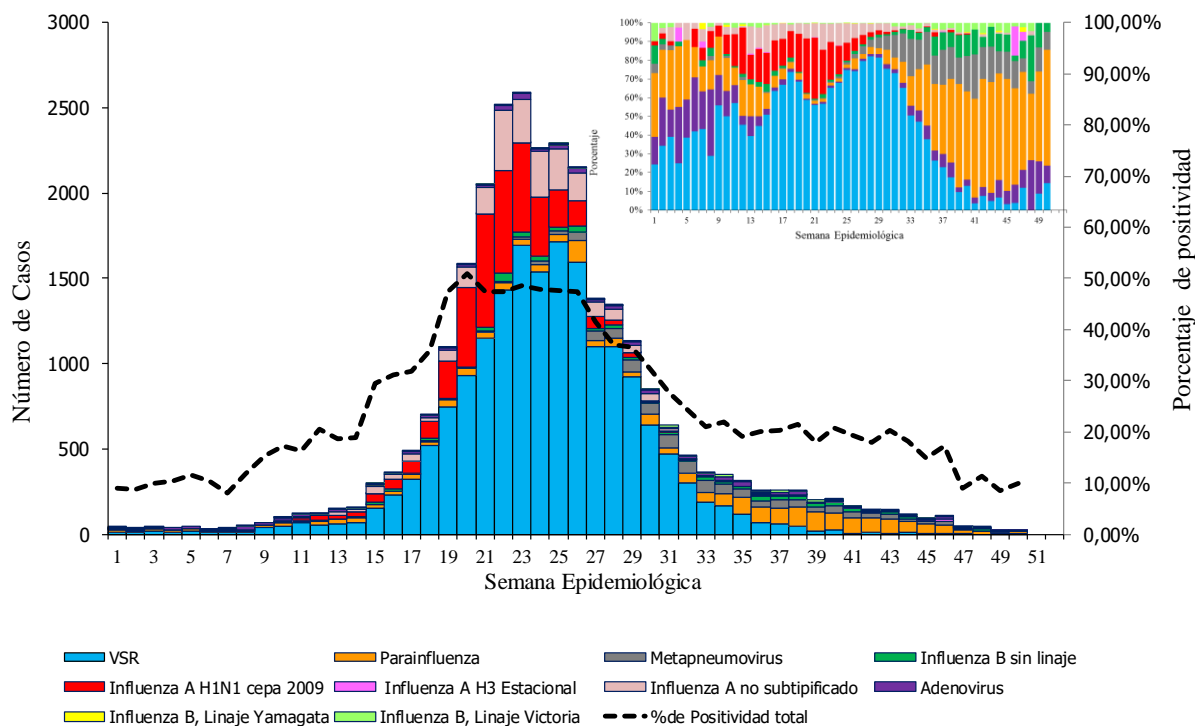 Número de Casos
3000
2500
2000
1500
1000
500
0
1 3 5 7 9 11 13 15 17 19 21 23 25 27 29 31 33 35 37 39 41 43 45 47 49 51
Semana Epidemiológica
100,00%
90,00%
80,00%
70,00%
60,00%
50,00%
40,00%
30,00%
20,00%
10,00%
0,00%
Porcentaje de positividad
Porcentaje
100%
90%
80%
70%
60%
50%
40%
30%
20%
10%
0%
1 5 9 13 17 21 25 29 33 37 41 45 49
Semana Epidemiológica
VSR Parainfluenza Metapneumovirus Influenza B sin linaje
Influenza A H1N1 cepa 2009 Influenza A H3 Estacional Influenza A no subtipificado Adenovirus
Influenza B, Linaje Yamagata Influenza B, Linaje Victoria %de Positividad total